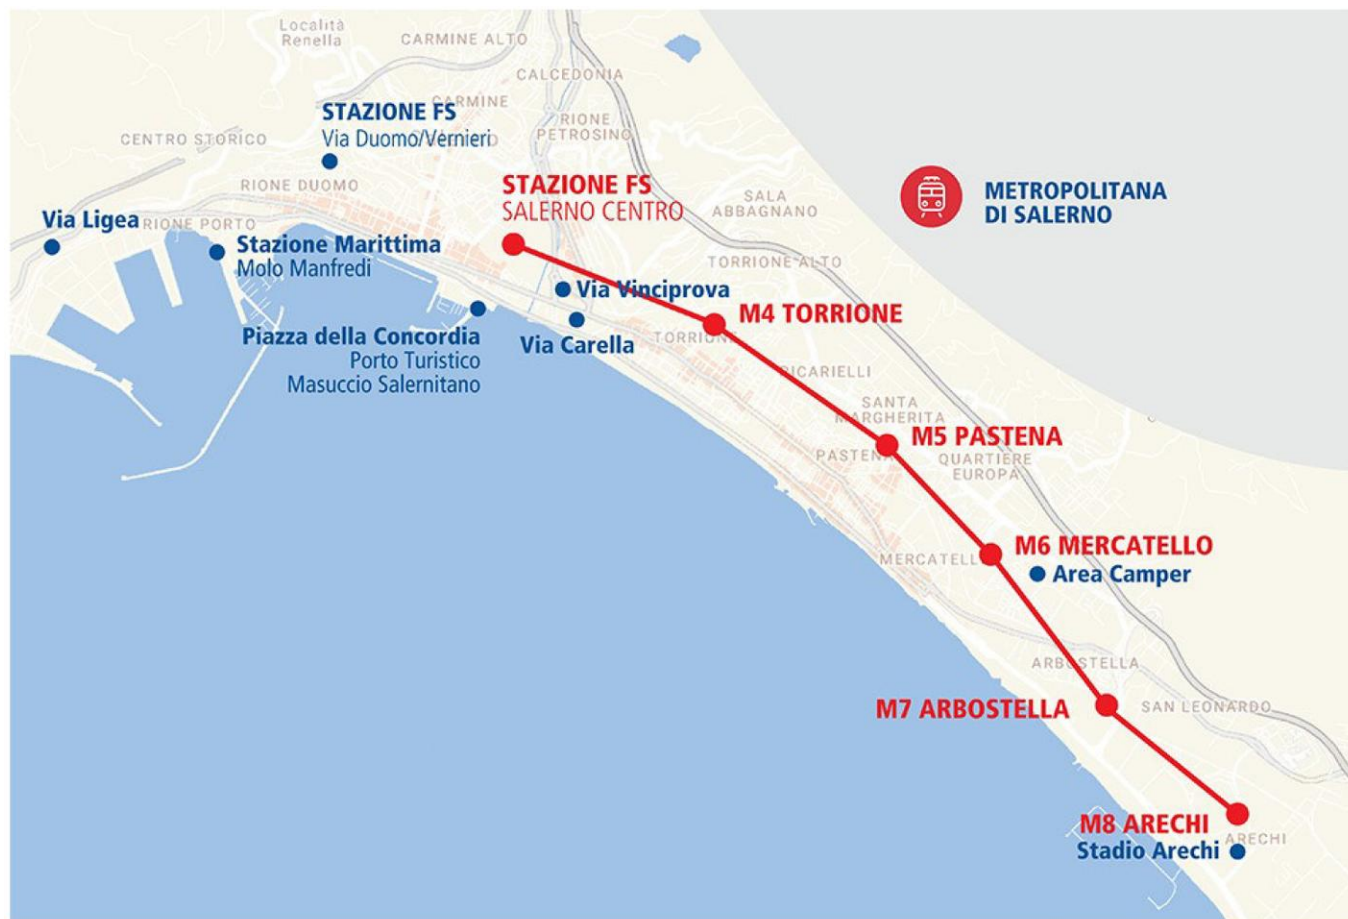 Località
Renella
CARMINE ALTO
CALCEDONIA
CARMINE
STAZIONE FS
Via Duomo/Vernieri
RIONE
PETROSINO
CENTRO STORICO
RIONE DUOMO
STAZIONE FS
SALERNO CENTRO
SALA
ABBAGNANO
METROPOLITANA
DI SALERNO
Via Ligea
RIONE PORTO
Stazione Marittima
Molo Manfredi
TORRIONE ALTO
Via Vinciprova
M4 TORRIONE
Piazza della Concordia
Porto Turistico
Masuccio Salernitano
Via Carella
TORRIONE
PICARIELLI
SANTA
MARGHERITA
M5 PASTENA
PASTENA
QUARTIERE
EUROPA
M6 MERCATELLO
MERCATELLO
Area Camper
ARBOSTELLA
M7 ARBOSTELLA
SAN LEONARDO
M8 ARECHI
ARECHI
Stadio Arechi